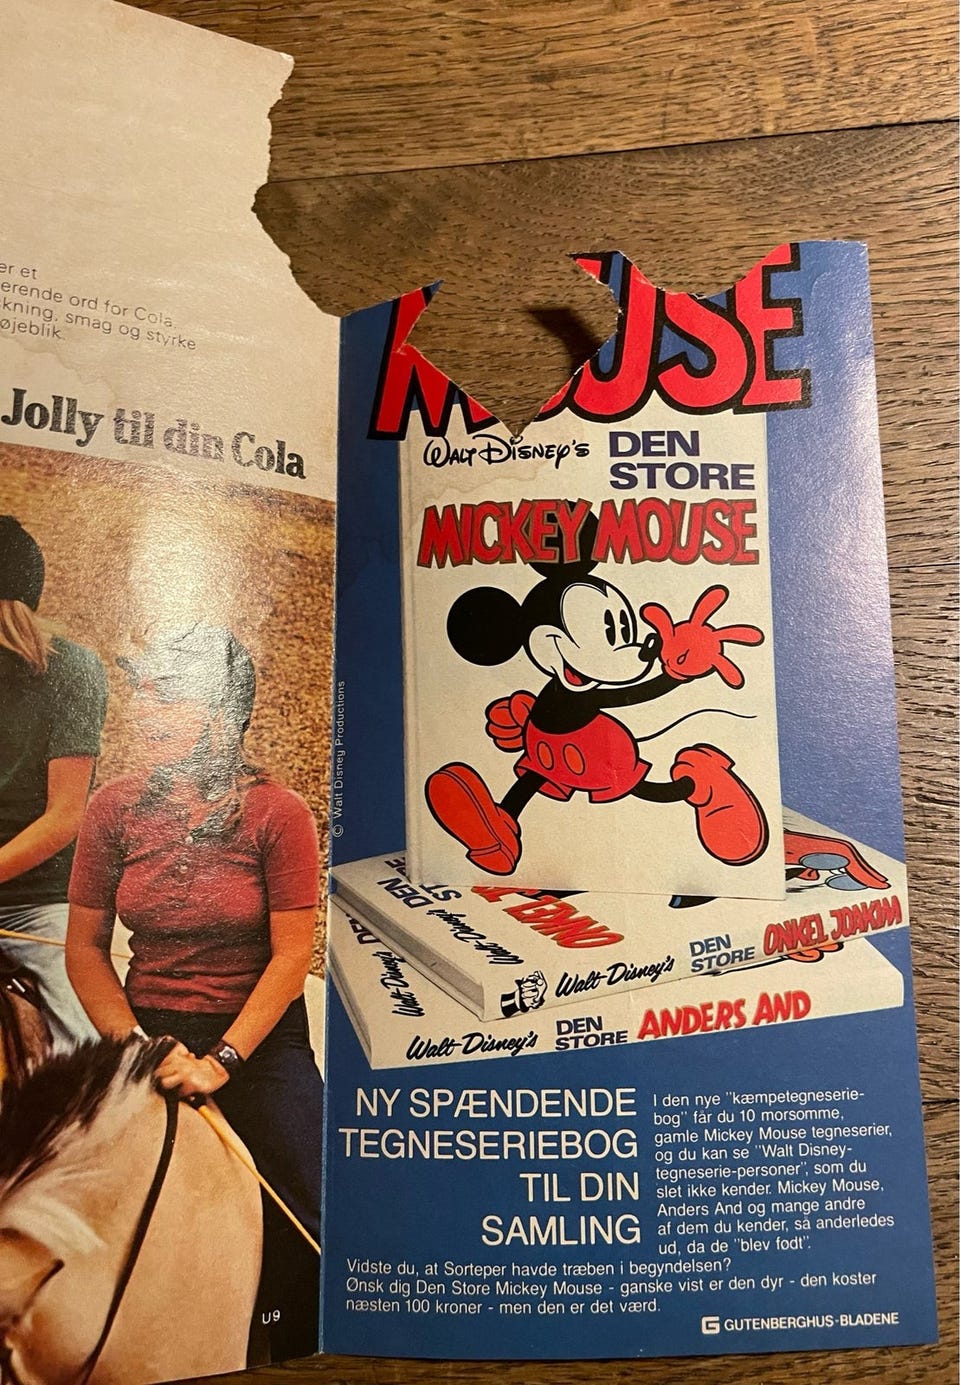 er et
erende ord for Cola.
kning, smag og styrke
øjeblik.
Jolly til din Cola
U9
MOUSE
WALT DISNEY'S DEN
STORE
MICKEY MOUSE
© Walt Disney Productions
DEN
Walt Disney's
Walt Disney's DEN STORE ONKEL JOAKIM
Walt Disney's DEN STORE ANDERS AND
NY SPÆNDENDE
TEGNESERIEBOG
TIL DIN
SAMLING
I den nye "kæmpetegneserie-
bog" får du 10 morsomme,
gamle Mickey Mouse tegneserier,
og du kan se "Walt Disney-
tegneserie-personer", som du
slet ikke kender. Mickey Mouse,
Anders And og mange andre
af dem du kender, så anderledes
ud, da de "blev født".
Vidste du, at Sorteper havde træben i begyndelsen?
Ønsk dig Den Store Mickey Mouse - ganske vist er den dyr - den koster
næsten 100 kroner - men den er det værd.
G GUTENBERGHUS-BLADENE